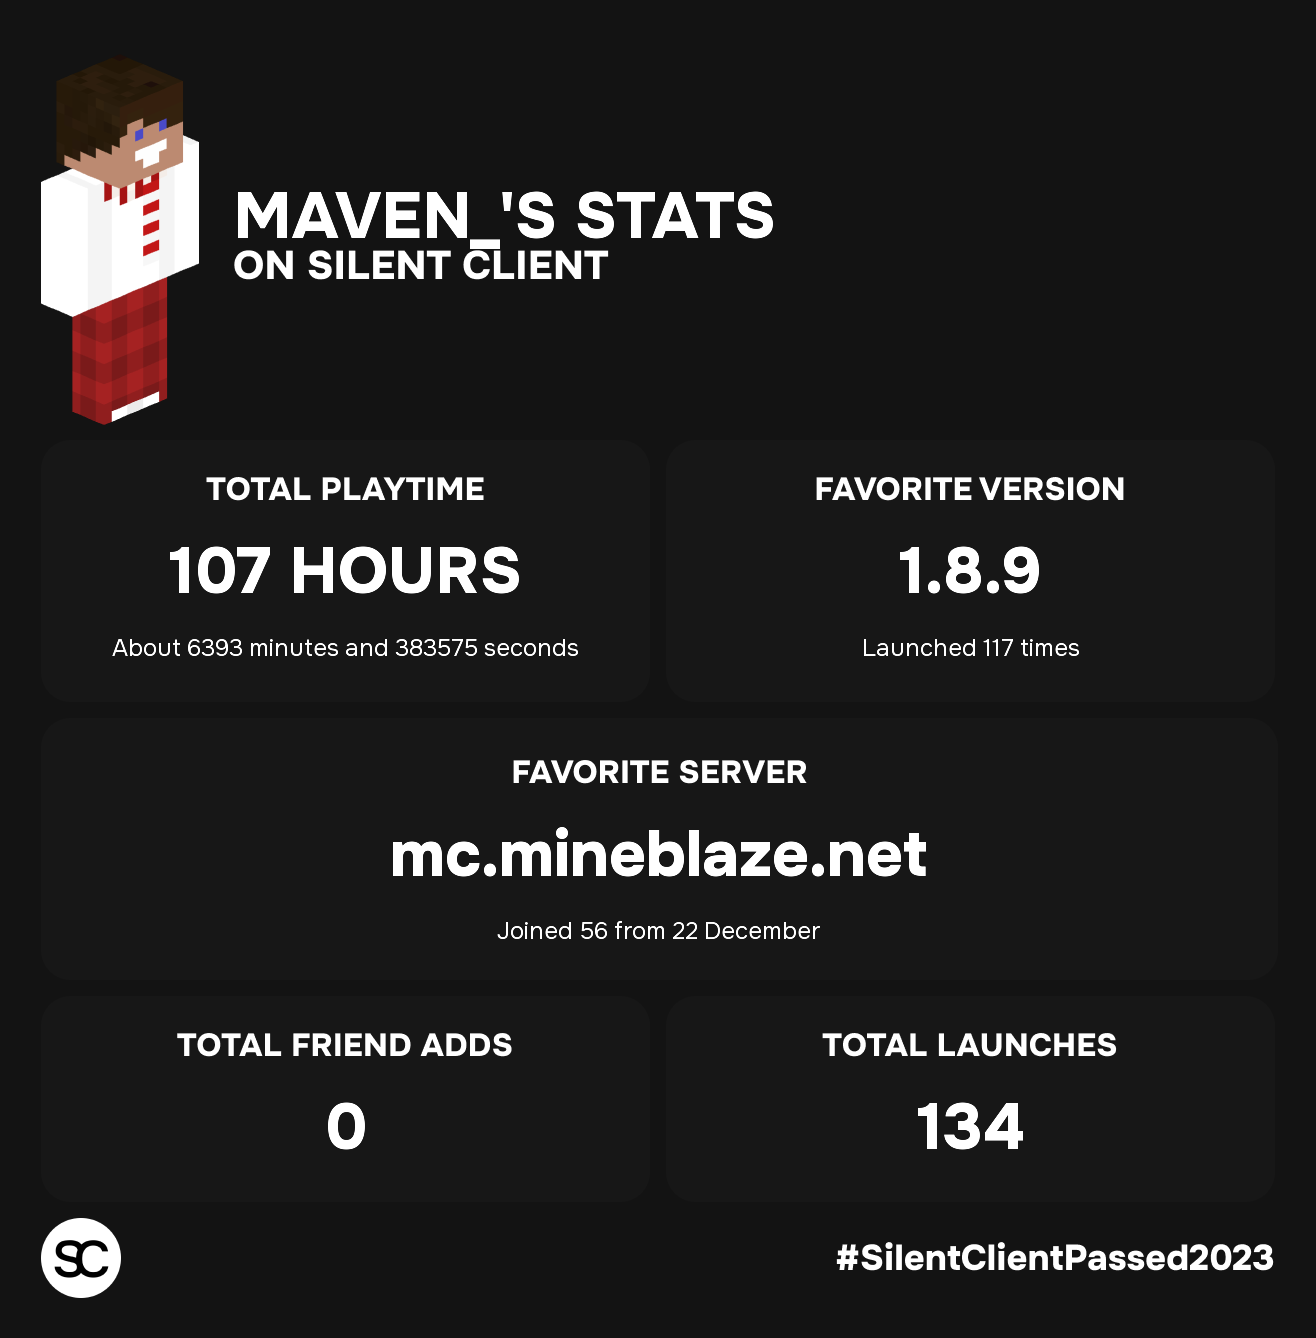 MAVEN_'S STATS
ON SILENT CLIENT
TOTAL PLAYTIME
107 HOURS
About 6393 minutes and 383575 seconds
FAVORITE VERSION
1.8.9
Launched 117 times
FAVORITE SERVER
mc.mineblaze.net
Joined 56 from 22 December
TOTAL FRIEND ADDS
0
TOTAL LAUNCHES
134
SC
#SilentClientPassed2023